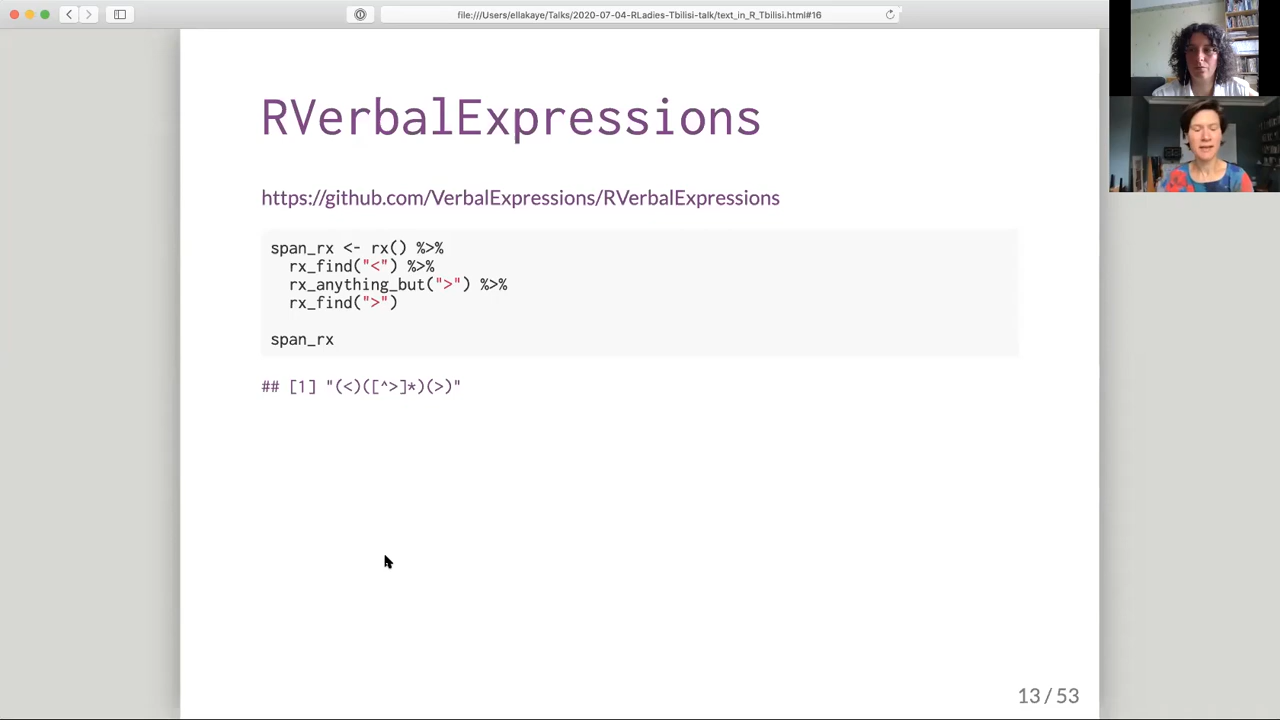 file:///Users/ellakaye/Talks/2020-07-04-RLadies-Tbilisi-talk/text_in_R_Tbilisi.html#16
RVerbalExpressions
https://github.com/VerbalExpressions/RVerbalExpressions
span_rx <- rx() %>%
  rx_find("<") %>%
  rx_anything_but(">") %>%
  rx_find(">")
span_rx
## [1] "(<)([^>]*)(>)"
13 / 53